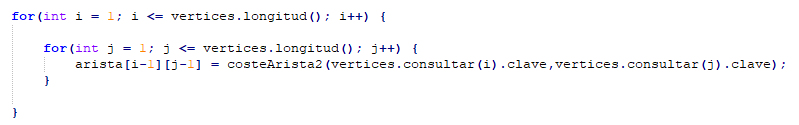 for(int i = 1; i <= vertices.longitud(); i++) {
for(int j = 1; j <= vertices.longitud(); j++) {
arista[i-1][j-1] = costeArista2(vertices.consultar(i).clave,vertices.consultar(j).clave);
}
}